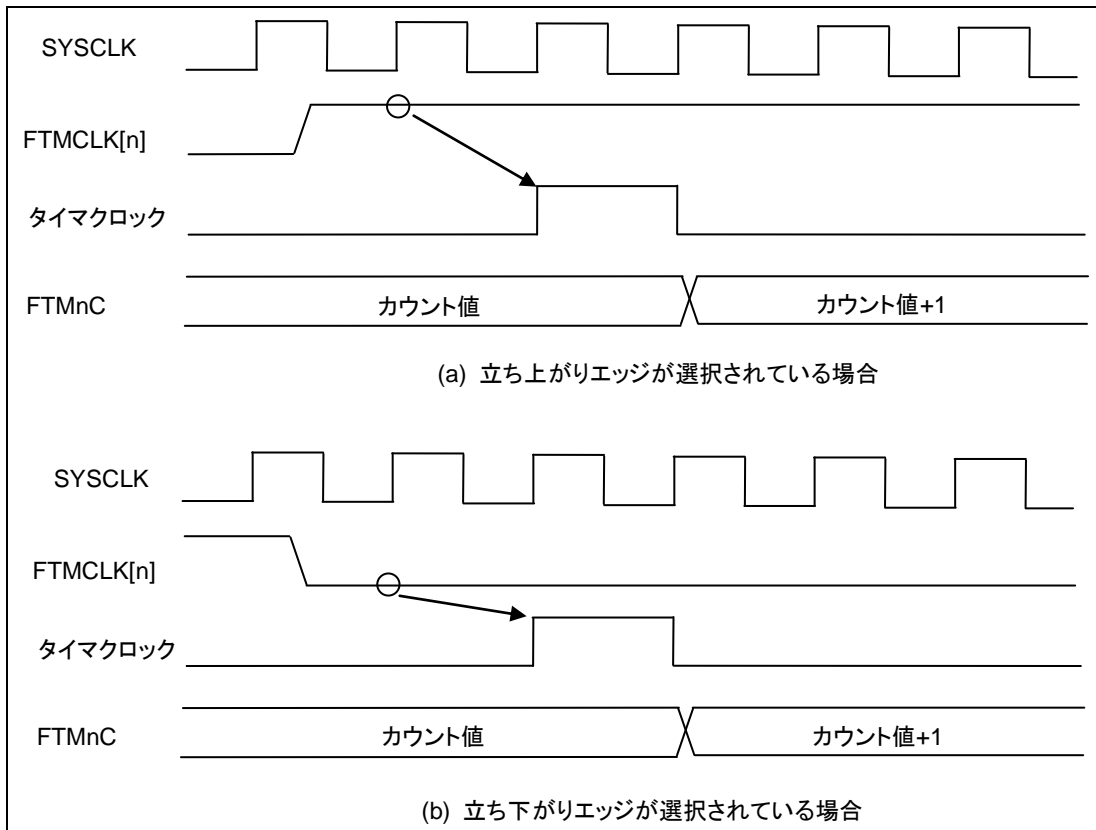 SYSCLK
FTMCLK[n]
タイマクロック
FTMnC
カウント値
カウント値+1
(a) 立ち上がりエッジが選択されている場合
SYSCLK
FTMCLK[n]
タイマクロック
FTMnC
カウント値
カウント値+1
(b) 立ち下がりエッジが選択されている場合